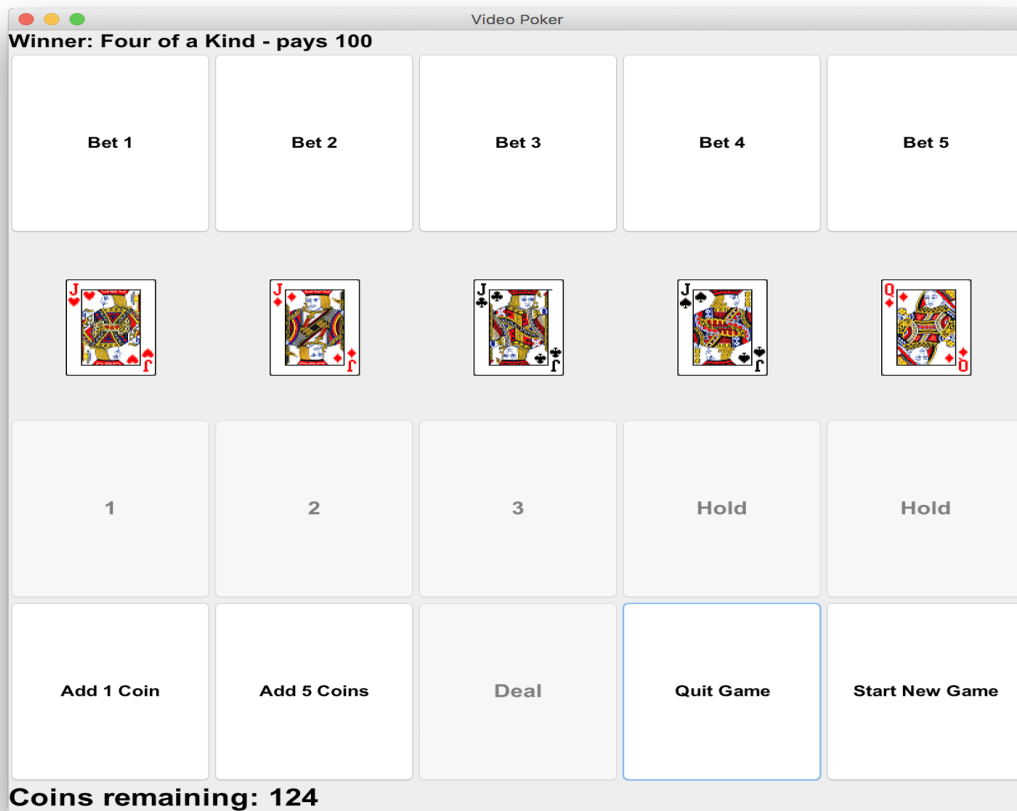 Video Poker
Winner: Four of a Kind - pays 100
Bet 1 Bet 2 Bet 3 Bet 4 Bet 5
J J J J Q
J J J J Q
1 2 3 Hold Hold
Add 1 Coin Add 5 Coins Deal Quit Game Start New Game
Coins remaining: 124